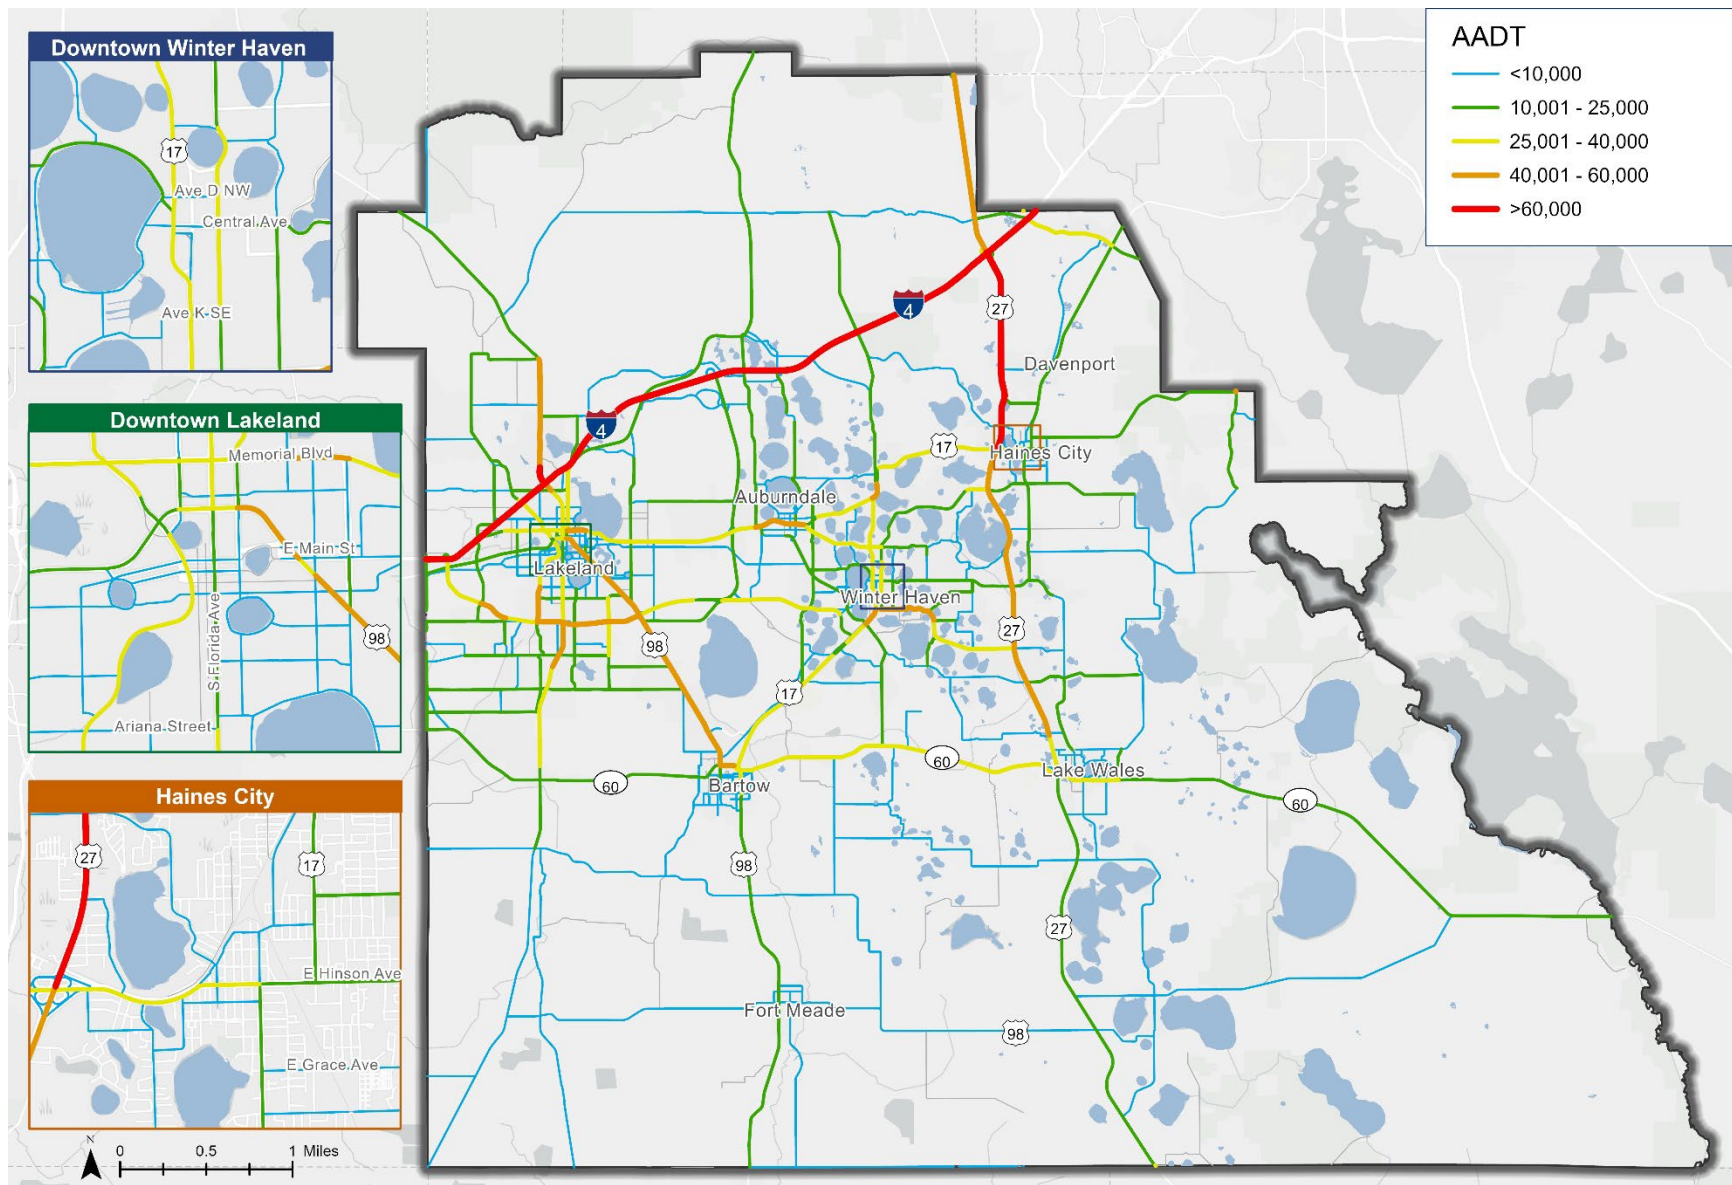 Downtown Winter Haven
17
Ave D NW
Central Ave
Ave K SE
Downtown Lakeland
Memorial Blvd
E Main St
S Florida Ave
98
Ariana Street
Haines City
27
17
E Hinson Ave
E Grace Ave
N
0 0.5 1 Miles
AADT
<10,000
10,001 - 25,000
25,001 - 40,000
40,001 - 60,000
>60,000
4
27
Davenport
4
17
Haines City
Auburndale
Lakeland
Winter Haven
27
98
17
60
Lake Wales
60
Bartow
60
98
27
Fort Meade
98